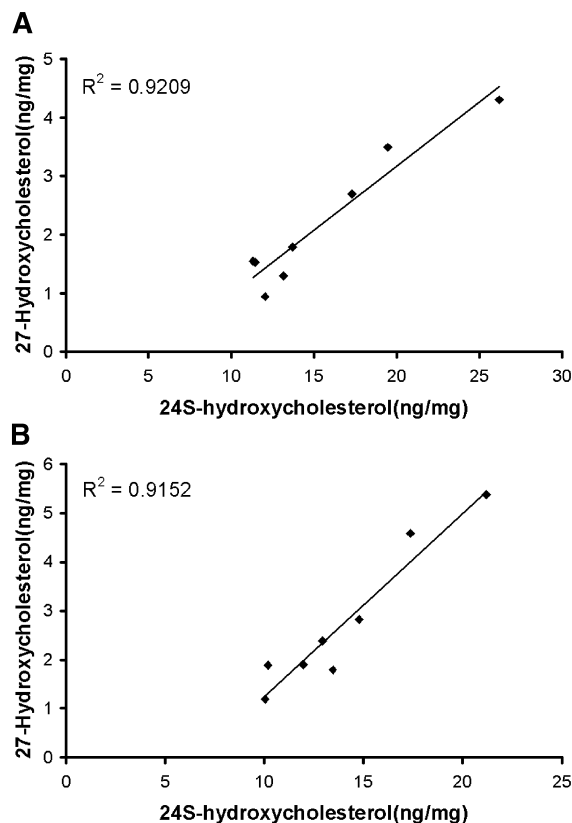 A
R² = 0.9209
27-Hydroxycholesterol(ng/mg)
5
4
3
2
1
0
0 5 10 15 20 25 30
24S-hydroxycholesterol(ng/mg)
B
R² = 0.9152
27-Hydroxycholesterol(ng/mg)
6
5
4
3
2
1
0
0 5 10 15 20 25
24S-hydroxycholesterol(ng/mg)